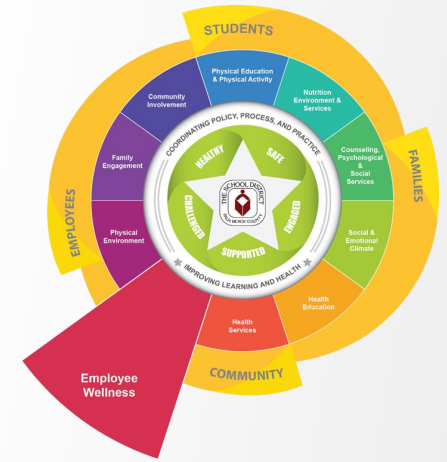 STUDENTS
FAMILIES
COMMUNITY
EMPLOYEES
Physical Education
& Physical Activity
Nutrition
Environment &
Services
Counseling,
Psychological
&
Social
Services
Social &
Emotional
Climate
Health
Education
Health
Services
Employee
Wellness
Physical
Environment
Family
Engagement
Community
Involvement
COORDINATING POLICY, PROCESS, AND PRACTICE
IMPROVING LEARNING AND HEALTH
HEALTHY
SAFE
ENGAGED
SUPPORTED
CHALLENGED
THE SCHOOL DISTRICT
PALM BEACH COUNTY